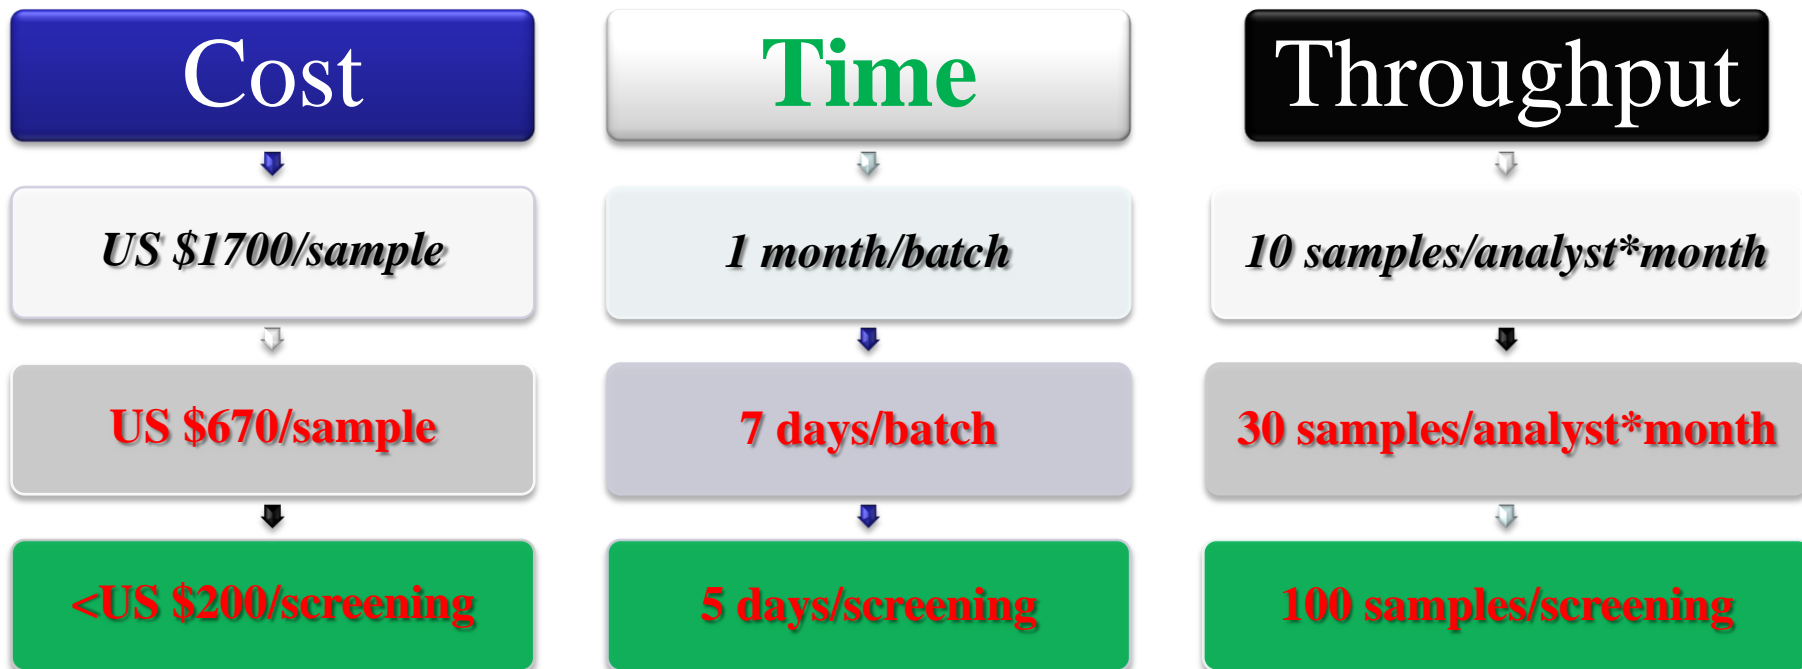 Cost
Time
Throughput
US $1700/sample
1 month/batch
10 samples/analyst*month
US $670/sample
7 days/batch
30 samples/analyst*month
<US $200/screening
5 days/screening
100 samples/screening